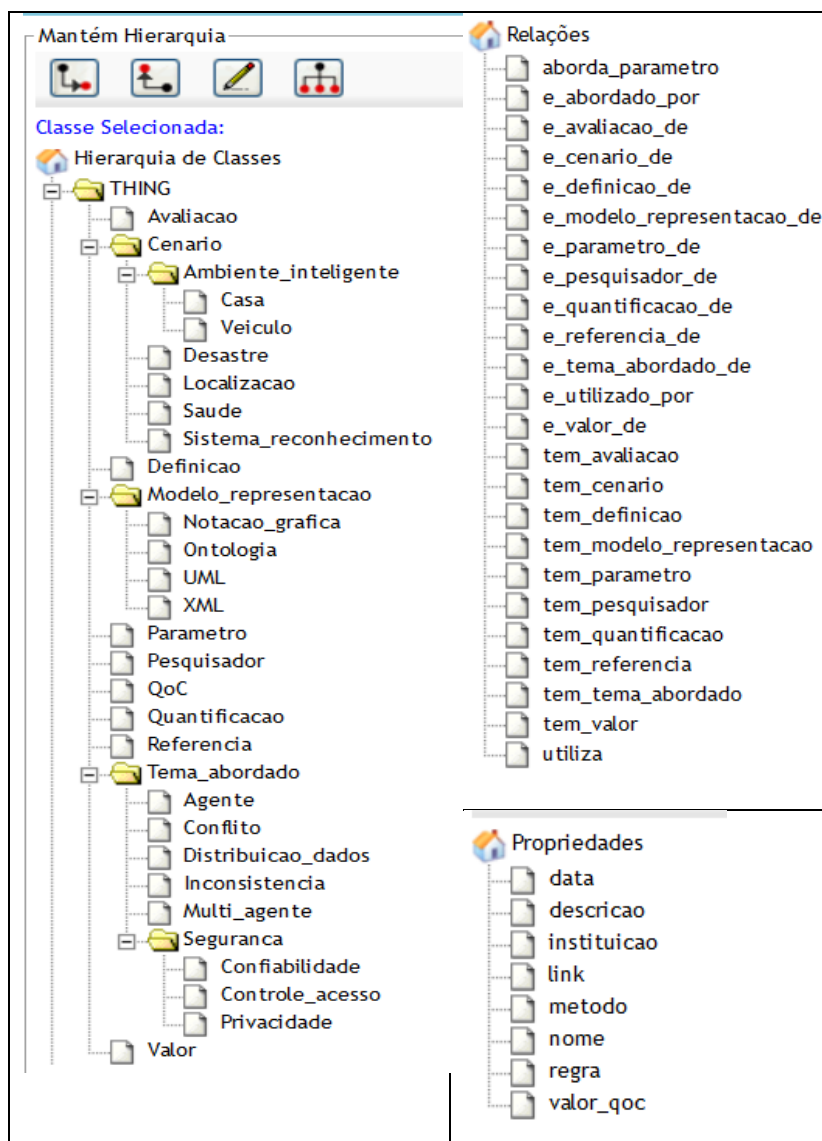 Mantém Hierarquia
Classe Selecionada:
Hierarquia de Classes
THING
Avaliacao
Cenario
Ambiente_inteligente
Casa
Veiculo
Desastre
Localizacao
Saude
Sistema_reconhecimento
Definicao
Modelo_representacao
Notacao_grafica
Ontologia
UML
XML
Parametro
Pesquisador
QoC
Quantificacao
Referencia
Tema_abordado
Agente
Conflito
Distribuicao_dados
Inconsistencia
Multi_agente
Seguranca
Confiabilidade
Controle_acesso
Privacidade
Valor
Relações
aborda_parametro
e_abordado_por
e_avaliacao_de
e_cenario_de
e_definicao_de
e_modelo_representacao_de
e_parametro_de
e_pesquisador_de
e_quantificacao_de
e_referencia_de
e_tema_abordado_de
e_utilizado_por
e_valor_de
tem_avaliacao
tem_cenario
tem_definicao
tem_modelo_representacao
tem_parametro
tem_pesquisador
tem_quantificacao
tem_referencia
tem_tema_abordado
tem_valor
utiliza
Propriedades
data
descricao
instituicao
link
metodo
nome
regra
valor_qoc